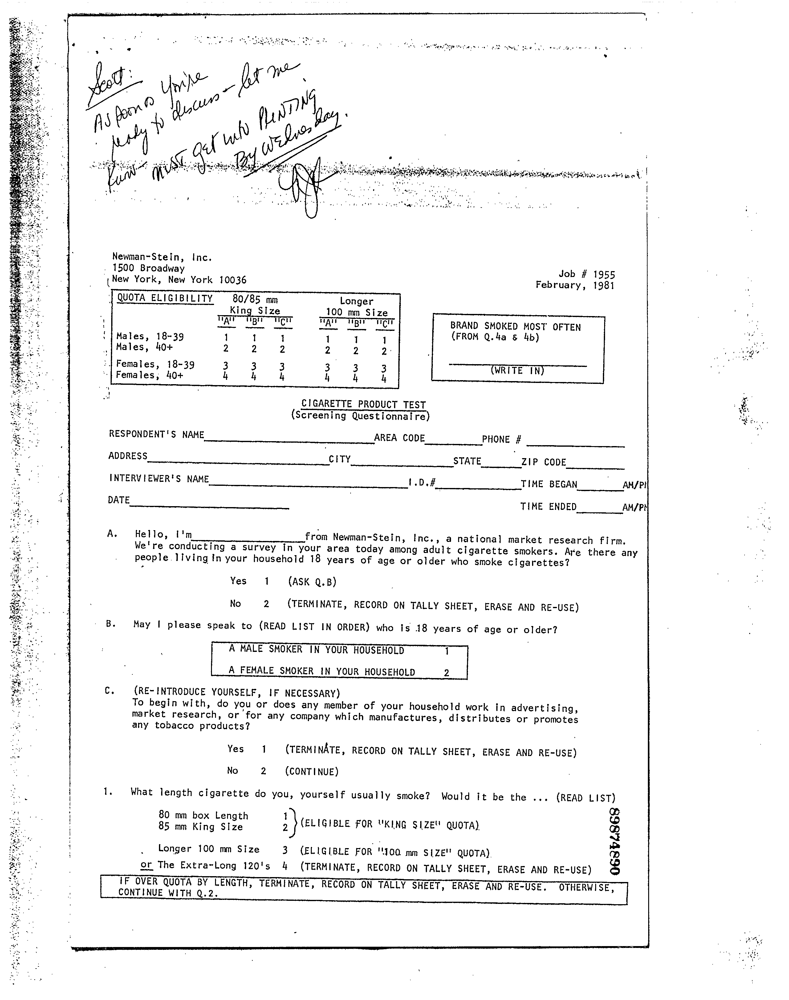 Scott:
As soon as you're
ready to discuss - let me
know - must get into PRINTING
By Wednesday.
Newman-Stein, Inc.
1500 Broadway
New York, New York 10036
Job # 1955
February, 1981
QUOTA ELIGIBILITY 80/85 mm Longer
King Size 100 mm Size
"A" "B" "C" "A" "B" "C"
Males, 18-39 1 1 1 1 1 1
Males, 40+ 2 2 2 2 2 2
Females, 18-39 3 3 3 3 3 3
Females, 40+ 4 4 4 4 4 4
BRAND SMOKED MOST OFTEN
(FROM Q.4a & 4b)
(WRITE IN)
CIGARETTE PRODUCT TEST
(Screening Questionnaire)
RESPONDENT'S NAME AREA CODE PHONE #
ADDRESS CITY STATE ZIP CODE
INTERVIEWER'S NAME I.D.# TIME BEGAN AM/PM
DATE TIME ENDED AM/PM
A. Hello, I'm from Newman-Stein, Inc., a national market research firm.
We're conducting a survey in your area today among adult cigarette smokers. Are there any
people living in your household 18 years of age or older who smoke cigarettes?
Yes 1 (ASK Q.B)
No 2 (TERMINATE, RECORD ON TALLY SHEET, ERASE AND RE-USE)
B. May I please speak to (READ LIST IN ORDER) who is 18 years of age or older?
A MALE SMOKER IN YOUR HOUSEHOLD 1
A FEMALE SMOKER IN YOUR HOUSEHOLD 2
C. (RE-INTRODUCE YOURSELF, IF NECESSARY)
To begin with, do you or does any member of your household work in advertising,
market research, or for any company which manufactures, distributes or promotes
any tobacco products?
Yes 1 (TERMINATE, RECORD ON TALLY SHEET, ERASE AND RE-USE)
No 2 (CONTINUE)
1. What length cigarette do you, yourself usually smoke? Would it be the ... (READ LIST)
80 mm box Length 1
85 mm King Size 2 (ELIGIBLE FOR "KING SIZE" QUOTA)
Longer 100 mm Size 3 (ELIGIBLE FOR "100 mm SIZE" QUOTA)
or The Extra-Long 120's 4 (TERMINATE, RECORD ON TALLY SHEET, ERASE AND RE-USE)
IF OVER QUOTA BY LENGTH, TERMINATE, RECORD ON TALLY SHEET, ERASE AND RE-USE. OTHERWISE,
CONTINUE WITH Q.2.
89874890